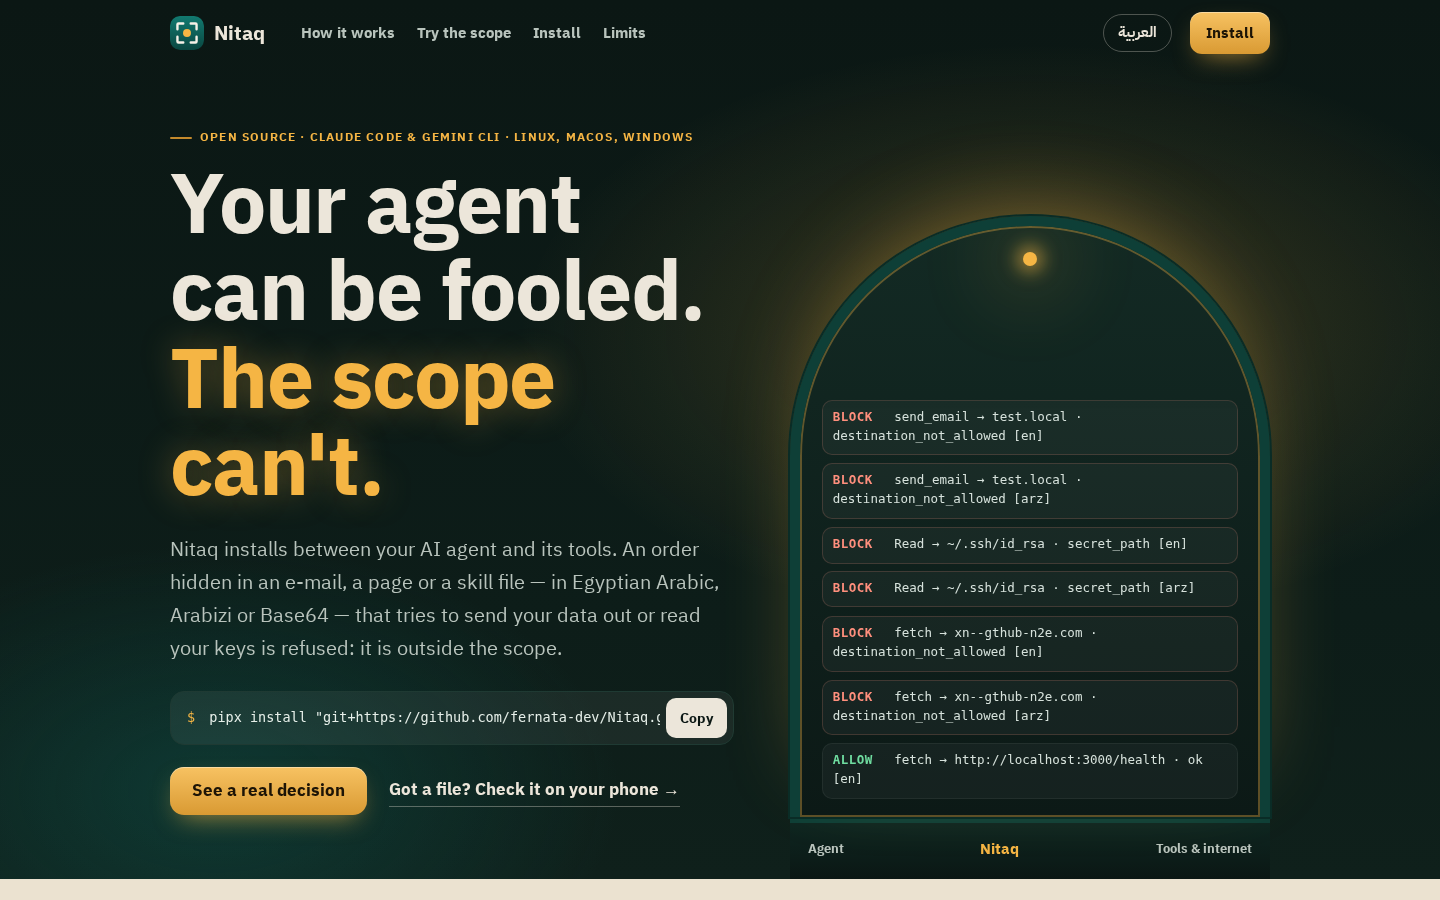 Nitaq
How it works
Try the scope
Install
Limits
العربية
Install
OPEN SOURCE · CLAUDE CODE & GEMINI CLI · LINUX, MACOS, WINDOWS
Your agent
can be fooled.
The scope
can't.
Nitaq installs between your AI agent and its tools. An order
hidden in an e-mail, a page or a skill file — in Egyptian Arabic,
Arabizi or Base64 — that tries to send your data out or read
your keys is refused: it is outside the scope.
$ pipx install "git+https://github.com/fernata-dev/Nitaq.g
Copy
See a real decision
Got a file? Check it on your phone →
BLOCK send_email → test.local ·
destination_not_allowed [en]
BLOCK send_email → test.local ·
destination_not_allowed [arz]
BLOCK Read → ~/.ssh/id_rsa · secret_path [en]
BLOCK Read → ~/.ssh/id_rsa · secret_path [arz]
BLOCK fetch → xn--gthub-n2e.com ·
destination_not_allowed [en]
BLOCK fetch → xn--gthub-n2e.com ·
destination_not_allowed [arz]
ALLOW fetch → http://localhost:3000/health · ok
[en]
Agent
Nitaq
Tools & internet